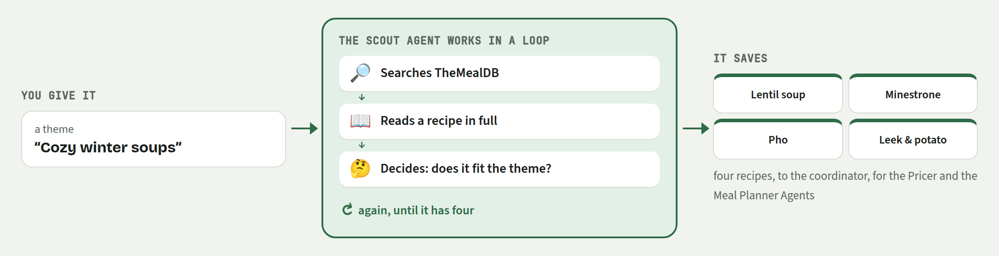 YOU GIVE IT
a theme
“Cozy winter soups”
THE SCOUT AGENT WORKS IN A LOOP
Searches TheMealDB
Reads a recipe in full
Decides: does it fit the theme?
again, until it has four
IT SAVES
Lentil soup
Minestrone
Pho
Leek & potato
four recipes, to the coordinator, for the Pricer and the
Meal Planner Agents